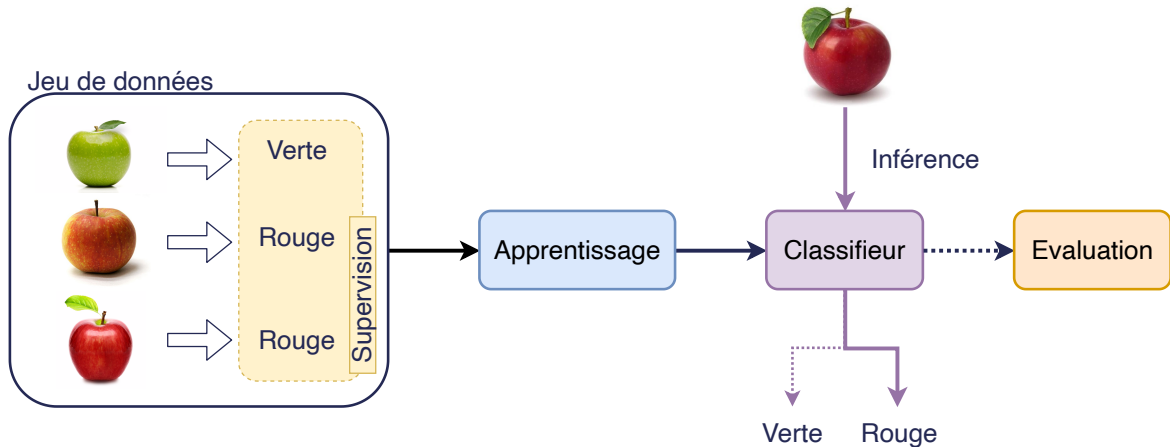 Jeu de données
Verte
Rouge
Rouge
Supervision
Apprentissage
Inférence
Classifieur
Evaluation
Verte
Rouge